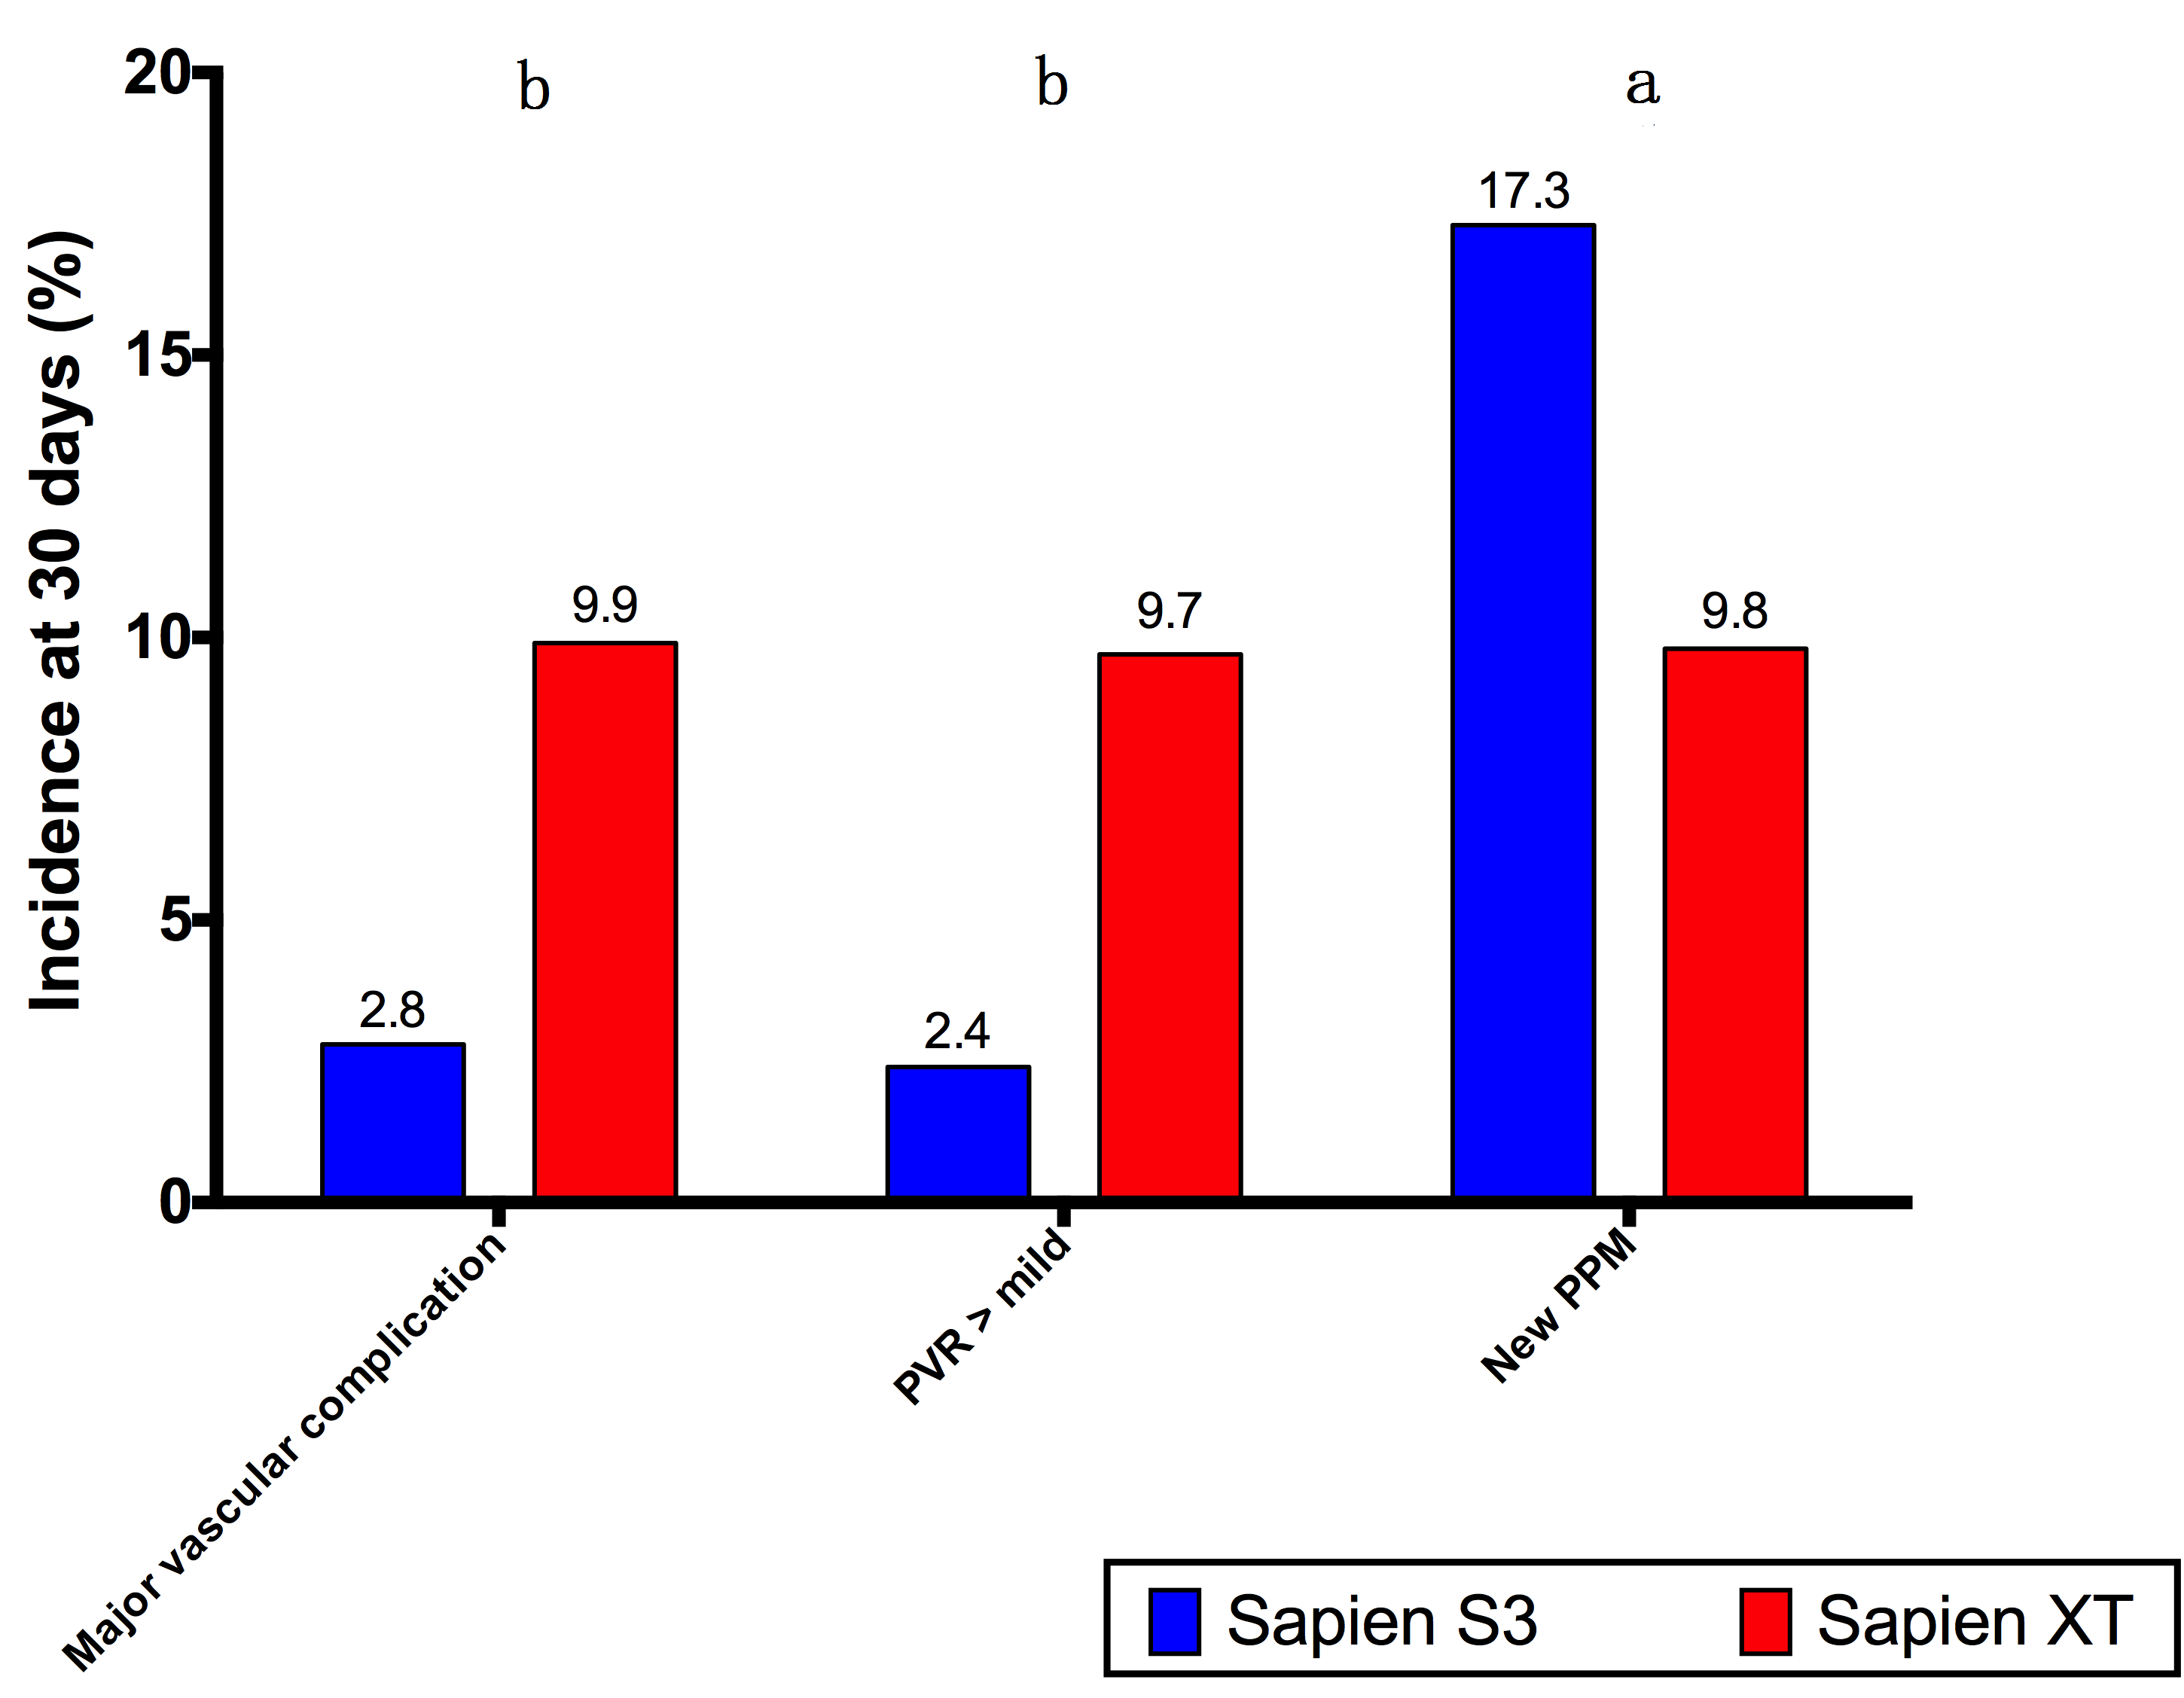 Incidence at 30 days (%)
20
15
10
5
0
b
b
a
2.8
9.9
2.4
9.7
17.3
9.8
Major vascular complication
PVR > mild
New PPM
Sapien S3
Sapien XT